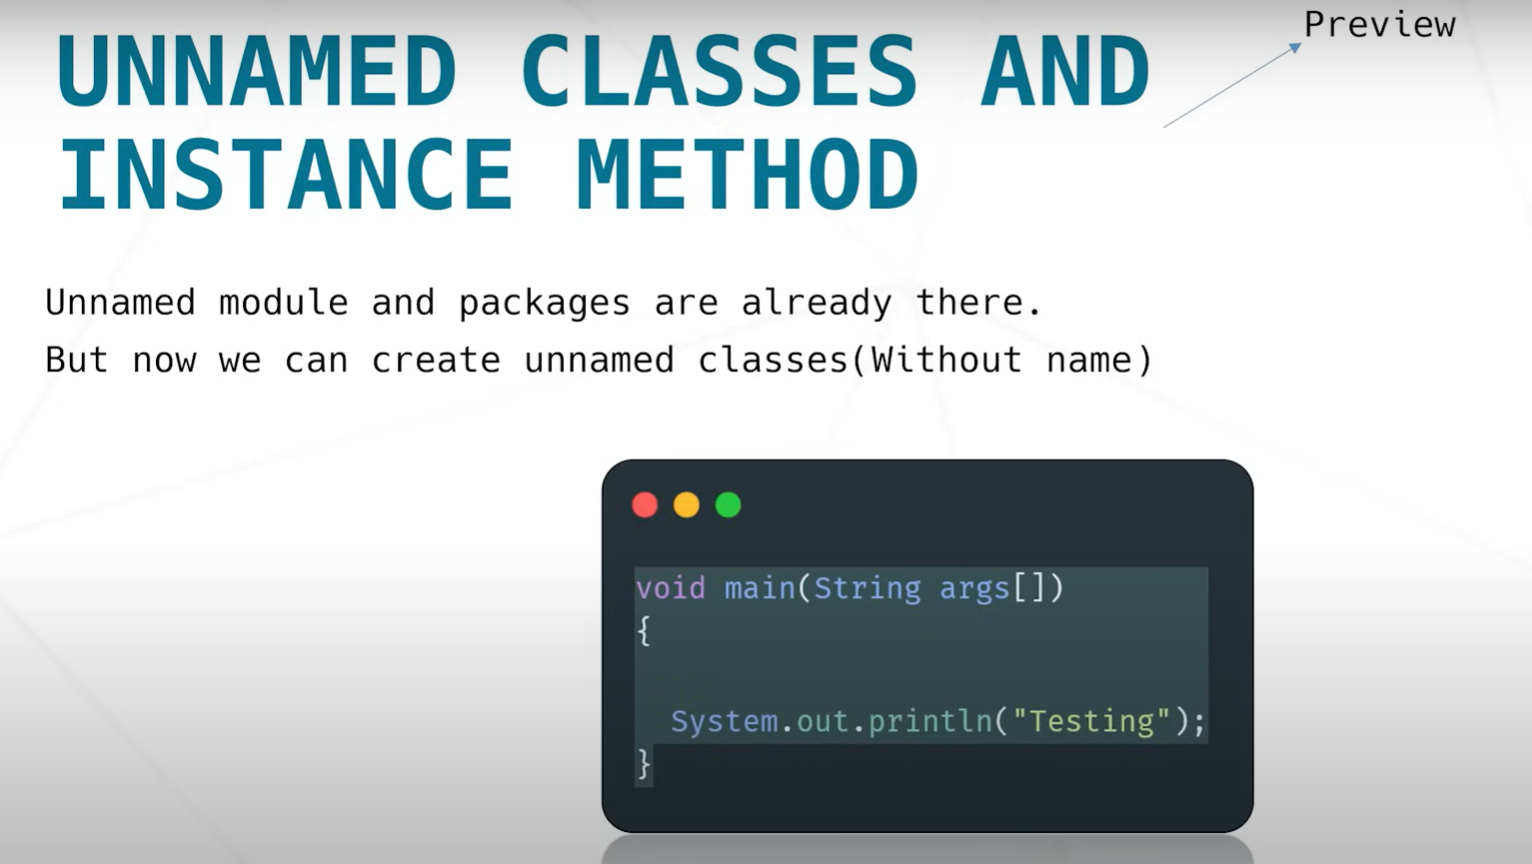 Preview
UNNAMED CLASSES AND
INSTANCE METHOD
Unnamed module and packages are already there.
But now we can create unnamed classes(Without name)
void main(String args[])
{
System.out.println("Testing");
}